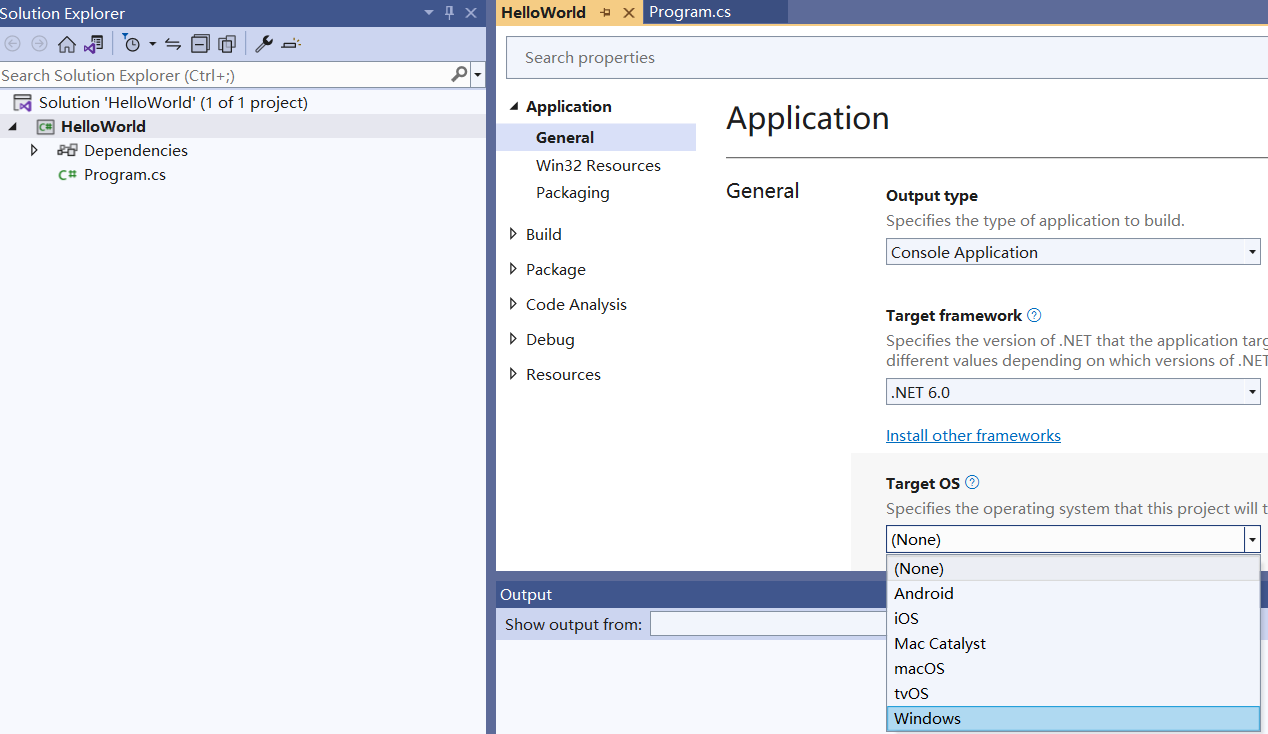 Solution Explorer
Search Solution Explorer (Ctrl+;)
Solution 'HelloWorld' (1 of 1 project)
C# HelloWorld
Dependencies
C# Program.cs
HelloWorld
Program.cs
Search properties
Application
General
Win32 Resources
Packaging
Build
Package
Code Analysis
Debug
Resources
Application
General
Output type
Specifies the type of application to build.
Console Application
Target framework ?
Specifies the version of .NET that the application targ
different values depending on which versions of .NET
.NET 6.0
Install other frameworks
Target OS ?
Specifies the operating system that this project will t
(None)
(None)
Android
iOS
Mac Catalyst
macOS
tvOS
Windows
Output
Show output from: